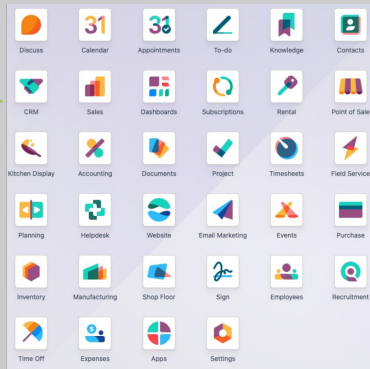 Discuss Calendar Appointments To-do Knowledge Contacts
CRM Sales Dashboards Subscriptions Rental Point of Sale
Kitchen Display Accounting Documents Project Timesheets Field Service
Planning Helpdesk Website Email Marketing Events Purchase
Inventory Manufacturing Shop Floor Sign Employees Recruitment
Time Off Expenses Apps Settings